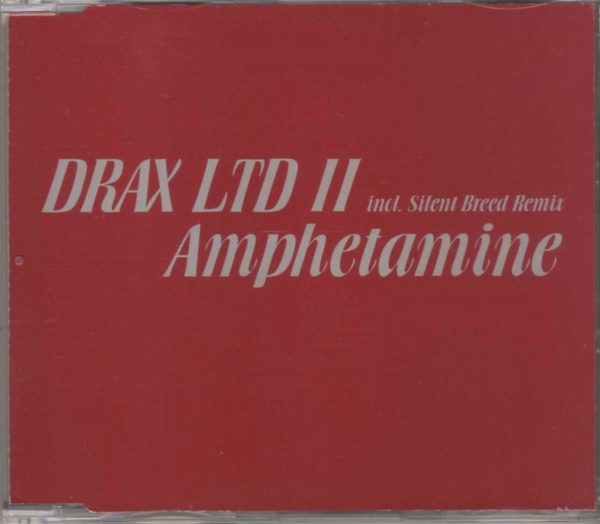 DRAX LTD II incl. Silent Breed Remix
Amphetamine